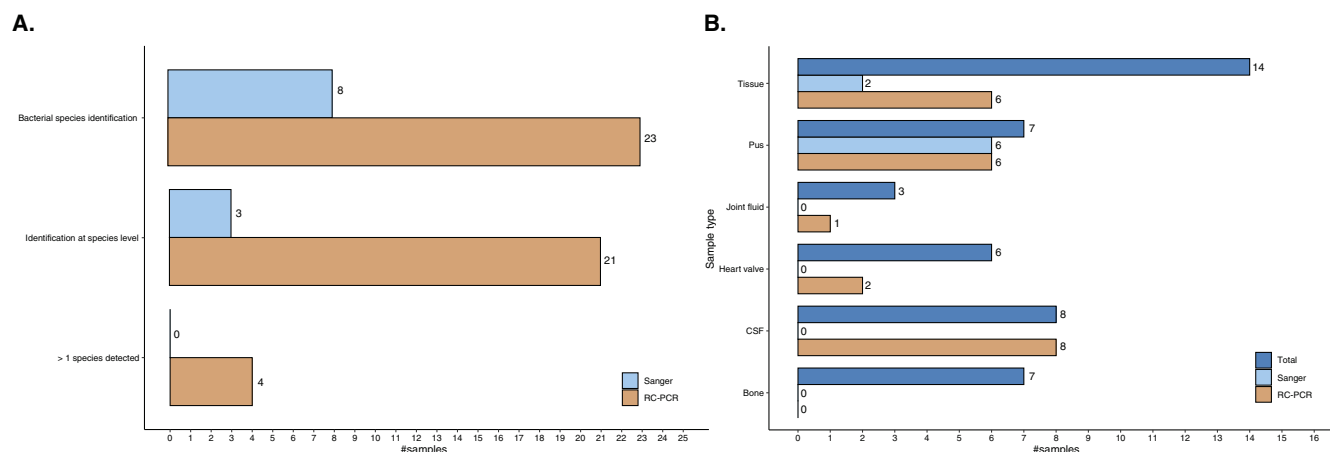 A.
Bacterial species identification
8
23
Identification at species level
3
21
> 1 species detected
0
4
Sanger
RC-PCR
0 1 2 3 4 5 6 7 8 9 10 11 12 13 14 15 16 17 18 19 20 21 22 23 24 25
#samples
B.
Sample type
Tissue
14
2
6
Pus
7
6
6
Joint fluid
3
0
1
Heart valve
6
0
2
CSF
8
0
8
Bone
7
0
0
Total
Sanger
RC-PCR
0 1 2 3 4 5 6 7 8 9 10 11 12 13 14 15 16
#samples